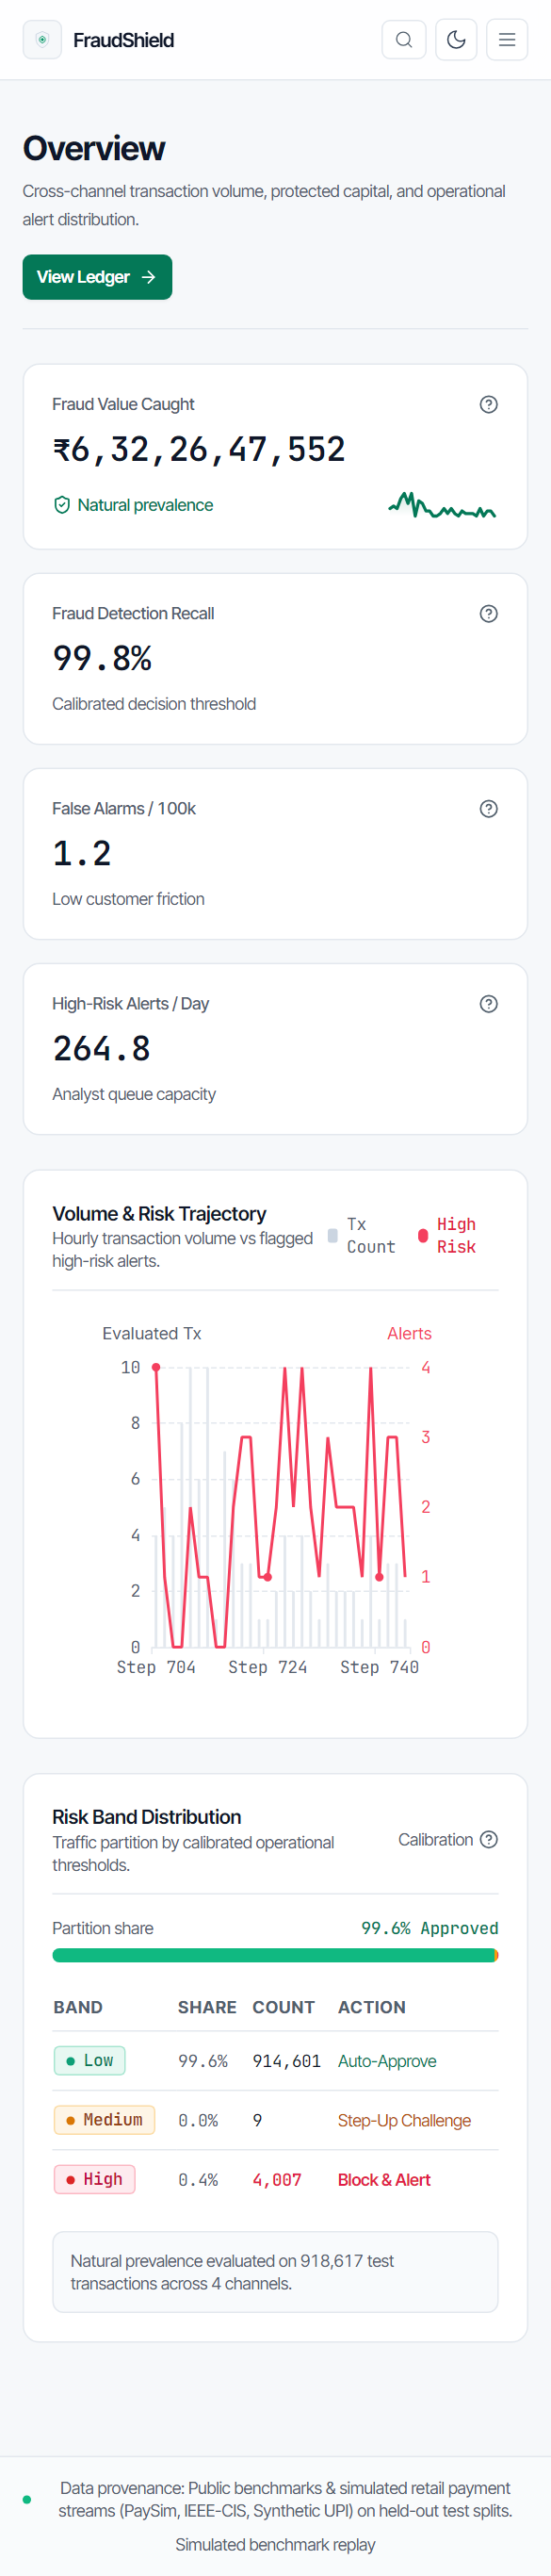 FraudShield
Overview
Cross-channel transaction volume, protected capital, and operational
alert distribution.
View Ledger →
Fraud Value Caught
₹6,32,26,47,552
Natural prevalence
Fraud Detection Recall
99.8%
Calibrated decision threshold
False Alarms / 100k
1.2
Low customer friction
High-Risk Alerts / Day
264.8
Analyst queue capacity
Volume & Risk Trajectory
Hourly transaction volume vs flagged
high-risk alerts.
Tx
Count
High
Risk
Evaluated Tx Alerts
10 4
8
3
6
2
4
1
2
0 0
Step 704 Step 724 Step 740
Risk Band Distribution
Traffic partition by calibrated operational
thresholds.
Calibration
Partition share 99.6% Approved
BAND SHARE COUNT ACTION
Low 99.6% 914,601 Auto-Approve
Medium 0.0% 9 Step-Up Challenge
High 0.4% 4,007 Block & Alert
Natural prevalence evaluated on 918,617 test
transactions across 4 channels.
Data provenance: Public benchmarks & simulated retail payment
streams (PaySim, IEEE-CIS, Synthetic UPI) on held-out test splits.
Simulated benchmark replay